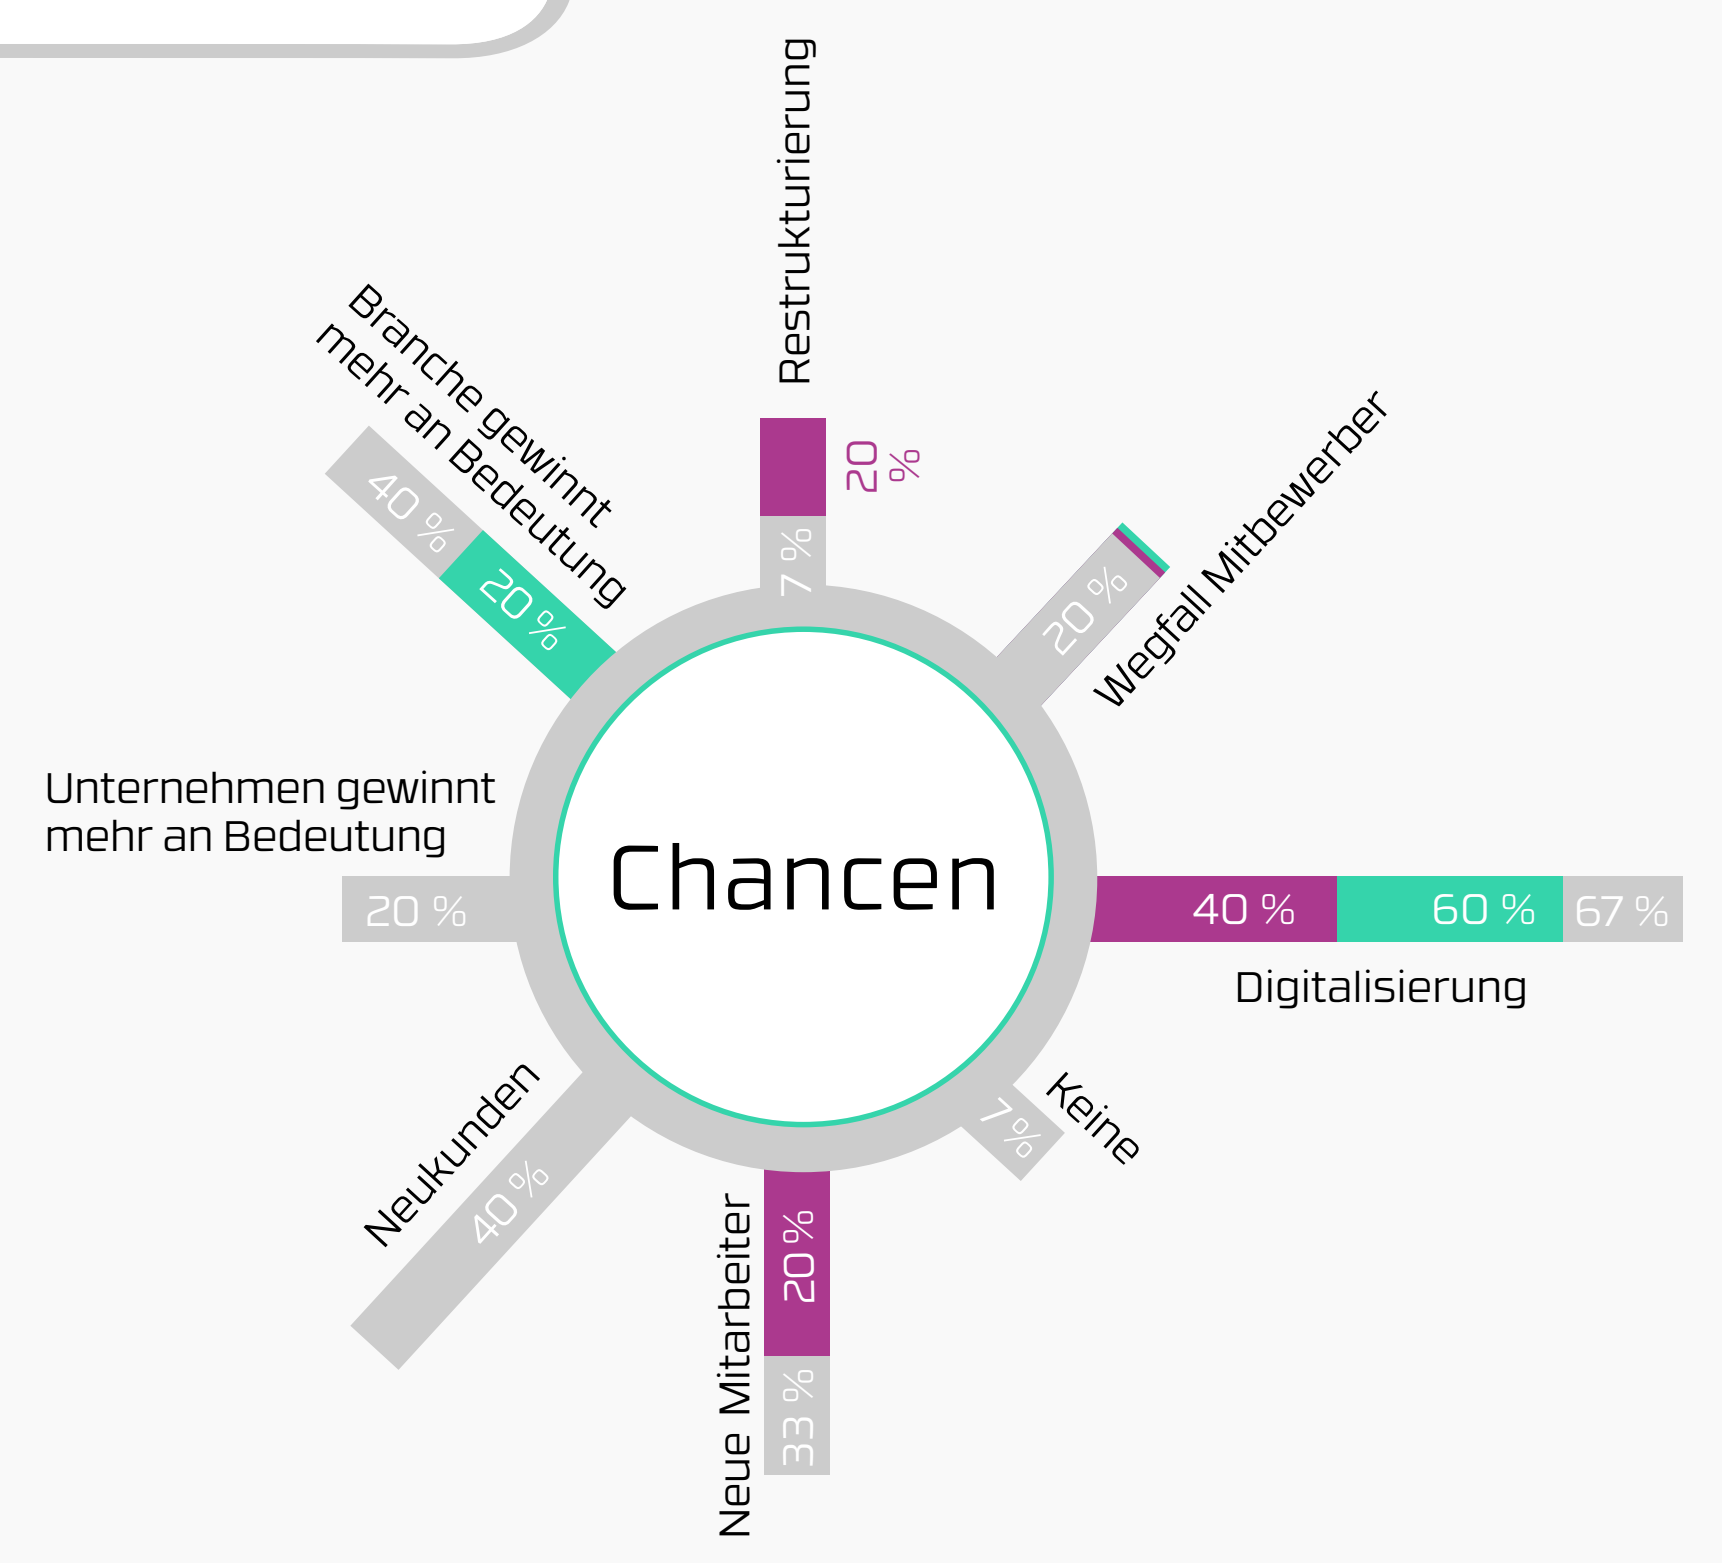 Restrukturierung
20 %
7 %
Branche gewinnt
mehr an Bedeutung
40 %
20 %
Wegfall Mitbewerber
20 %
Unternehmen gewinnt
mehr an Bedeutung
20 %
Chancen
40 %
60 %
67 %
Digitalisierung
Neukunden
40 %
Keine
7 %
Neue Mitarbeiter
20 %
33 %